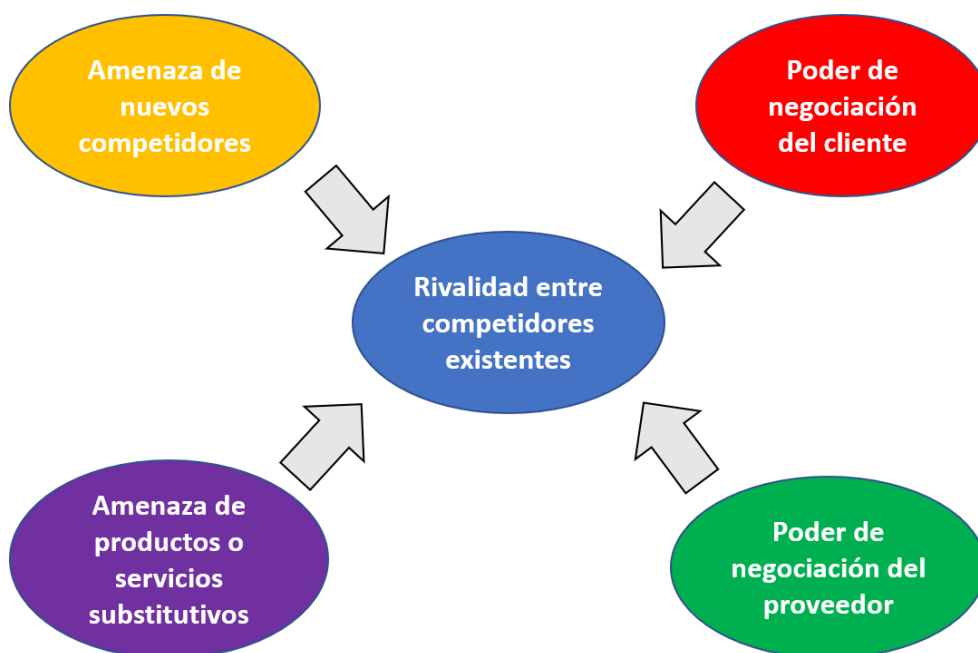 Amenaza de
nuevos
competidores
Poder de
negociación
del cliente
Rivalidad entre
competidores
existentes
Amenaza de
productos o
servicios
substitutivos
Poder de
negociación del
proveedor